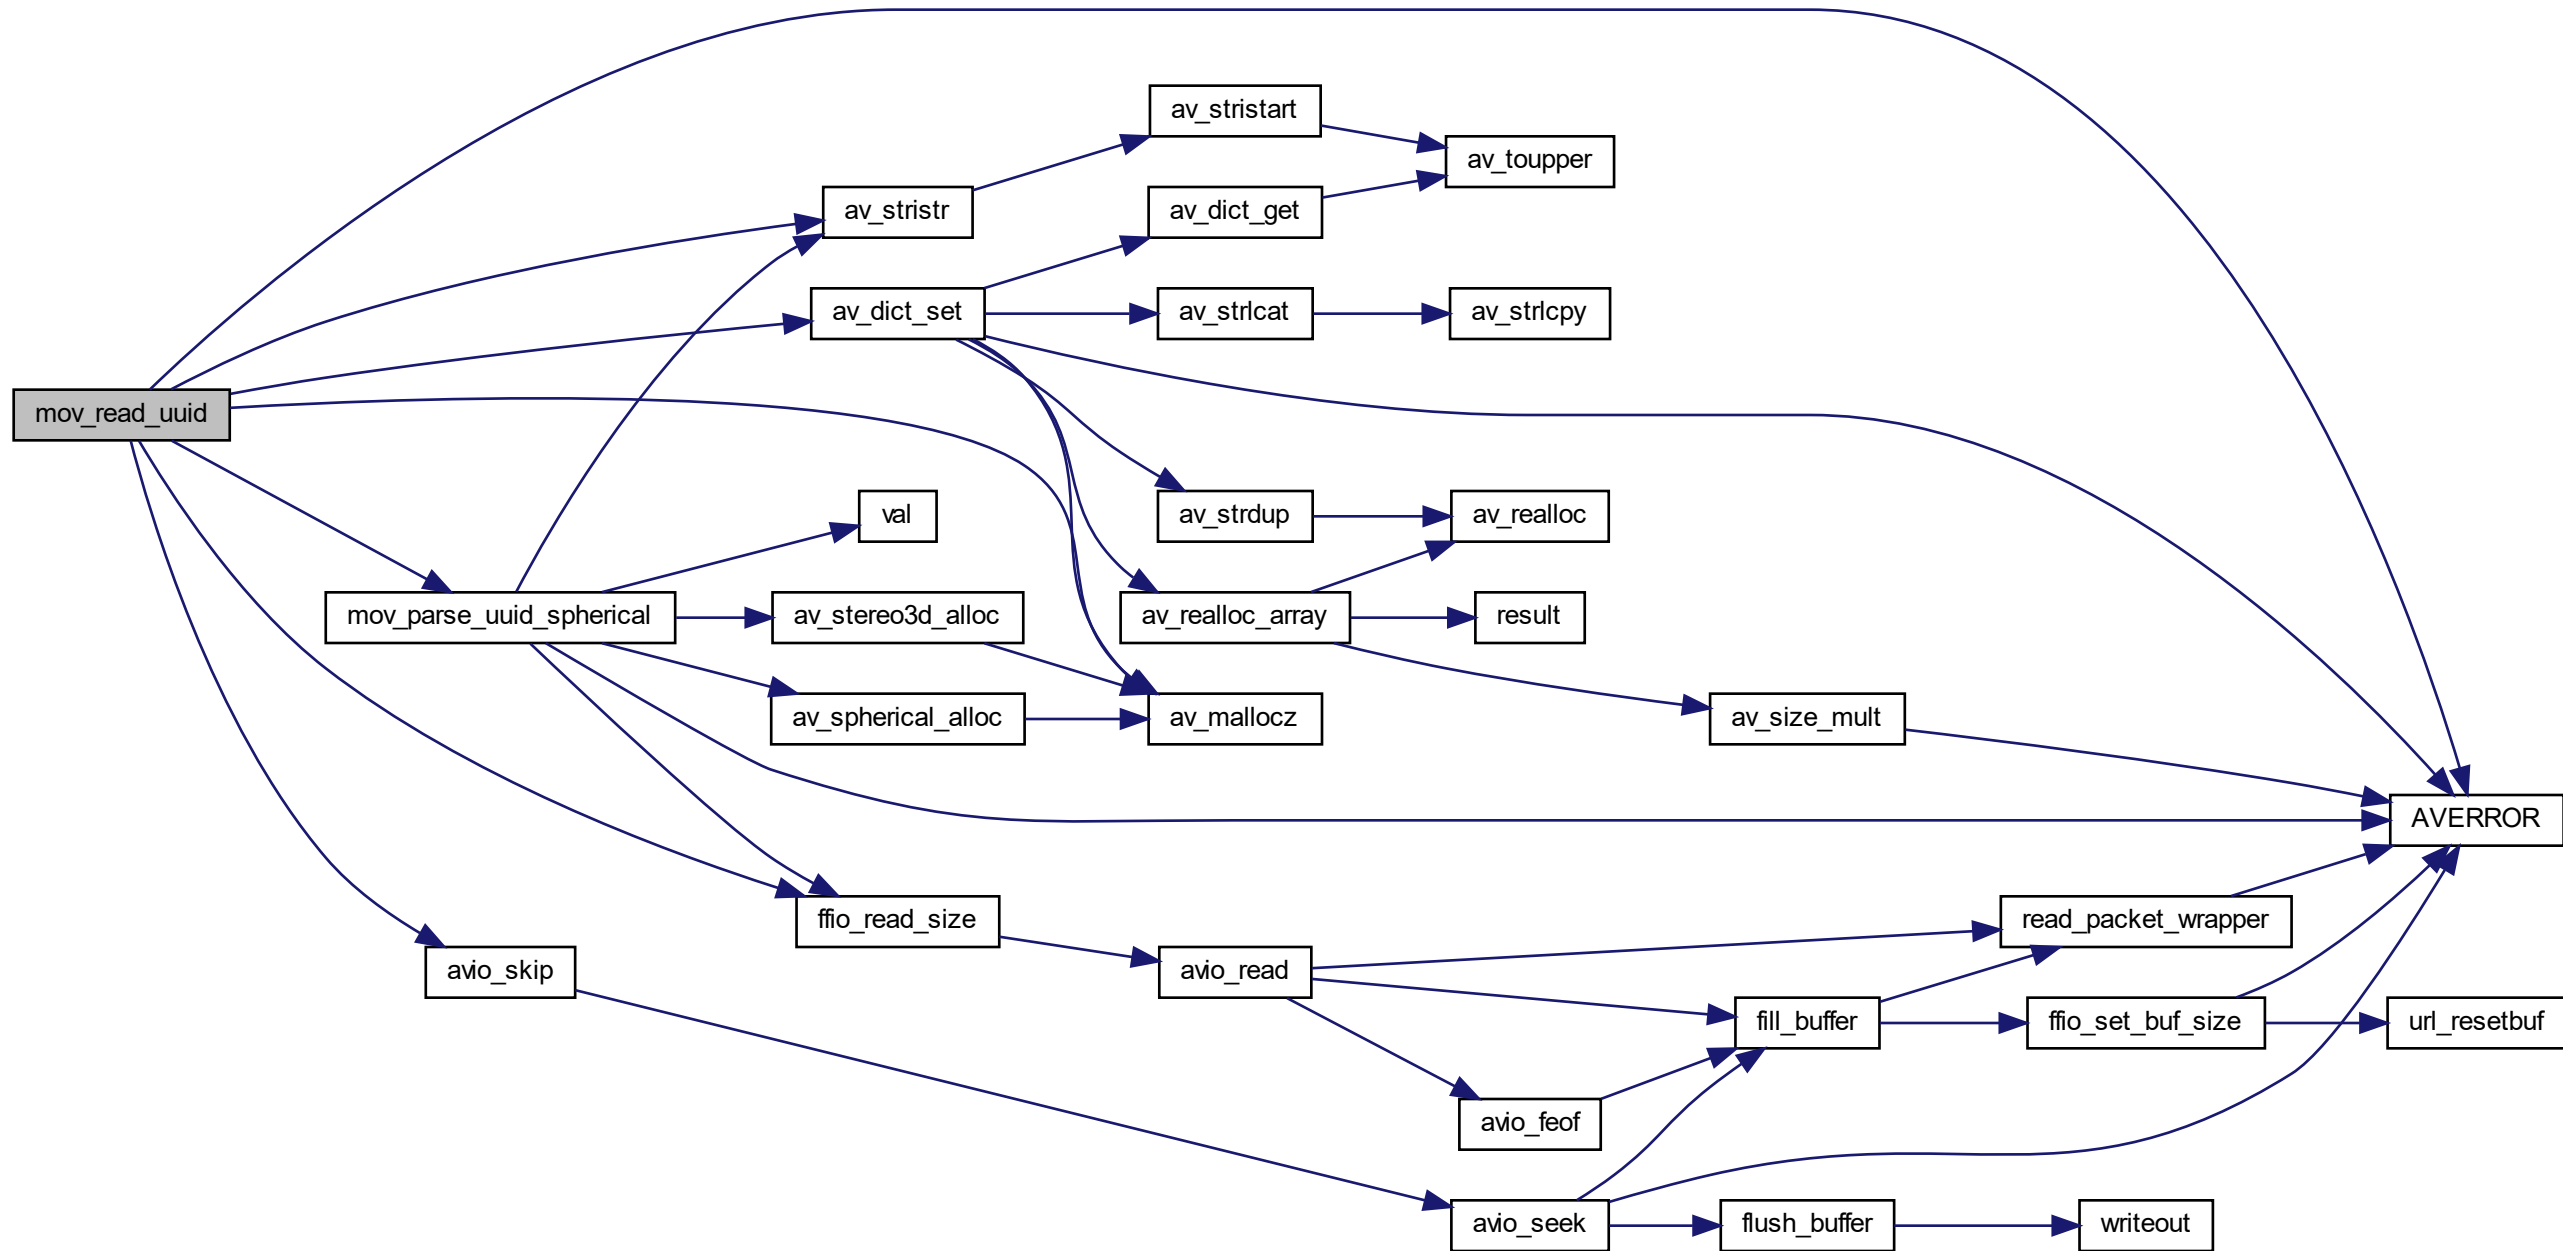 av_stristart
av_toupper
av_stristr
av_dict_get
av_dict_set
av_strlcat
av_strlcpy
mov_read_uuid
val
av_strdup
av_realloc
mov_parse_uuid_spherical
av_stereo3d_alloc
av_realloc_array
result
av_spherical_alloc
av_mallocz
av_size_mult
AVERROR
ffio_read_size
read_packet_wrapper
avio_skip
avio_read
fill_buffer
ffio_set_buf_size
url_resetbuf
avio_feof
avio_seek
flush_buffer
writeout